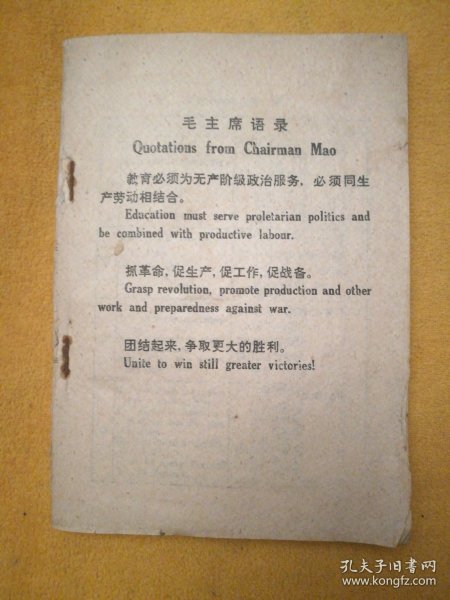 毛主席语录
Quotations from Chairman Mao
教育必须为无产阶级政治服务，必须同生
产劳动相结合。
Education must serve proletarian politics and
be combined with productive labour.
抓革命，促生产，促工作，促战备。
Grasp revolution, promote production and other
work and preparedness against war.
团结起来，争取更大的胜利。
Unite to win still greater victories!
孔夫子旧书网
www.kongfz.com